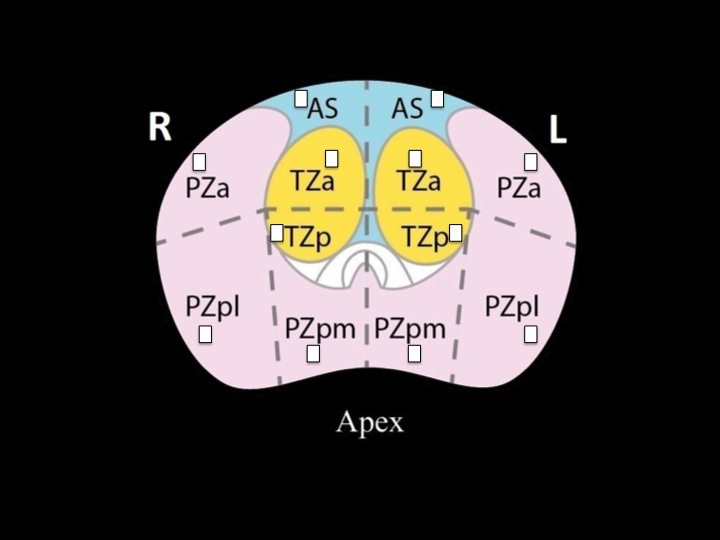 AS AS
R L
PZa TZa TZa PZa
TZp TZp
PZpl PZpl
PZpm PZpm
Apex